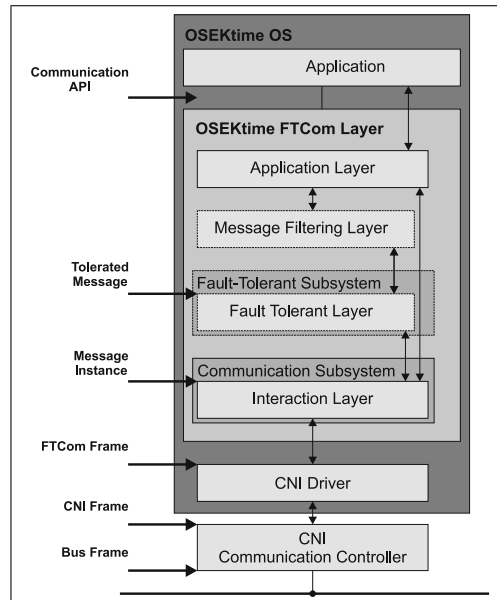 OSEKtime OS
Application
Communication
API
OSEKtime FTCom Layer
Application Layer
Message Filtering Layer
Tolerated
Message
Fault-Tolerant Subsystem
Fault Tolerant Layer
Message
Instance
Communication Subsystem
Interaction Layer
FTCom Frame
CNI Driver
CNI Frame
CNI
Communication Controller
Bus Frame